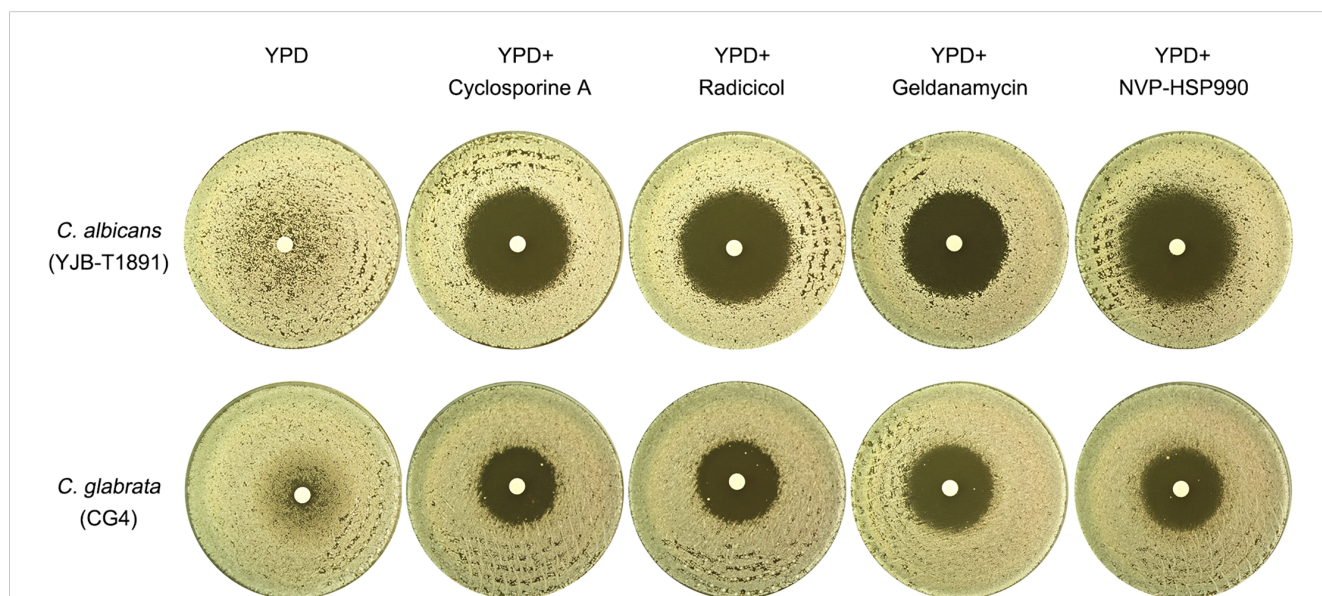 YPD
YPD+
Cyclosporine A
YPD+
Radicicol
YPD+
Geldanamycin
YPD+
NVP-HSP990
C. albicans
(YJB-T1891)
C. glabrata
(CG4)